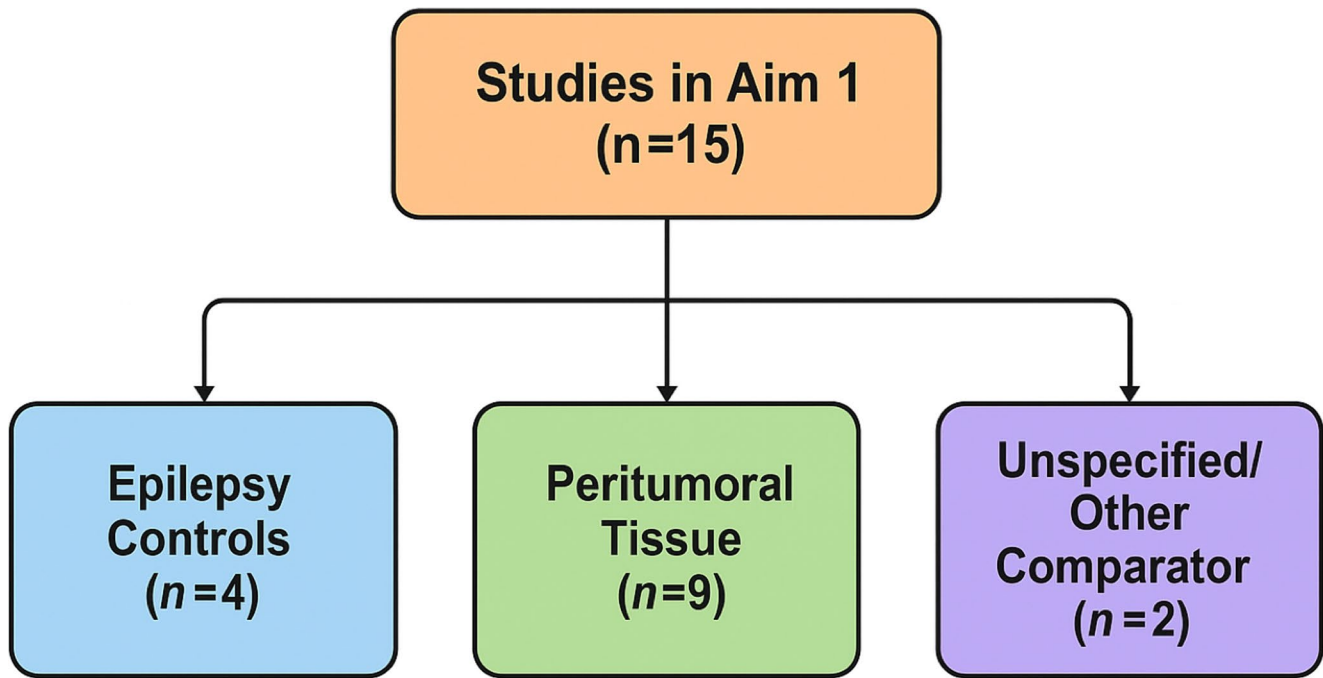 Studies in Aim 1
(n=15)
Epilepsy
Controls
(n=4)
Peritumoral
Tissue
(n=9)
Unspecified/
Other
Comparator
(n=2)